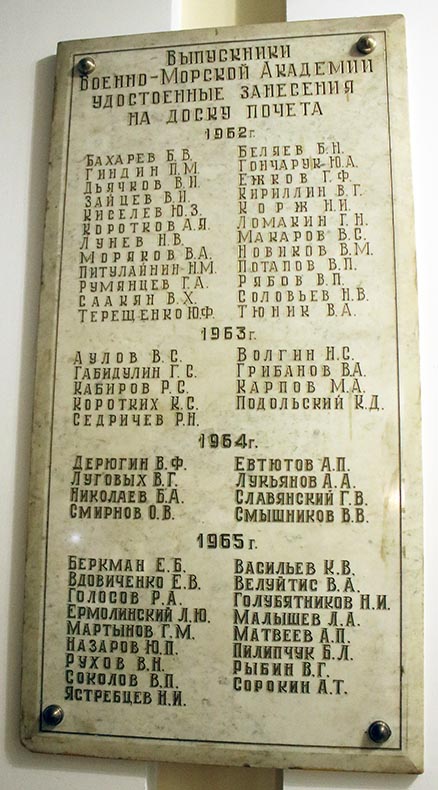 Выпускники
Военно-Морской Академии
удостоенные занесения
на доску почета
1962 г.
Бахарев Б.В.
Гиндин П.М.
Дьячков В.И.
Зайцев В.И.
Киселев Ю.З.
Коротков А.Я.
Лунев Н.В.
Моряков В.А.
Питулайнин Н.М.
Румянцев Г.А.
Саакян В.Х.
Терещенко Ю.Ф.
Беляев Б.Н.
Гончарук Ю.А.
Ежков Г.Ф.
Кириллин В.Г.
Корж Н.И.
Ломакин Г.Н.
Макаров В.С.
Новиков В.М.
Потапов В.П.
Рябов В.П.
Соловьев Н.В.
Тюник В.А.
1963 г.
Аулов В.С.
Габидулин Г.С.
Кабиров Р.С.
Коротких К.С.
Седричев Р.Н.
Волгин Н.С.
Грибанов В.А.
Карпов М.А.
Подольский К.Д.
1964 г.
Дерюгин В.Ф.
Луговых В.Г.
Николаев Б.А.
Смирнов О.В.
Евтютов А.П.
Лукьянов А.А.
Славянский Г.В.
Смышников В.В.
1965 г.
Беркман Е.Б.
Вдовиченко Е.В.
Голосов Р.А.
Ермолинский Л.Ю.
Мартынов Г.М.
Назаров Ю.П.
Рухов В.Н.
Соколов В.П.
Ястребцев Н.И.
Васильев К.В.
Велуйтис В.А.
Голубятников Н.И.
Малышев Л.А.
Матвеев А.П.
Пилипчук Б.Л.
Рыбин В.Г.
Сорокин А.Т.